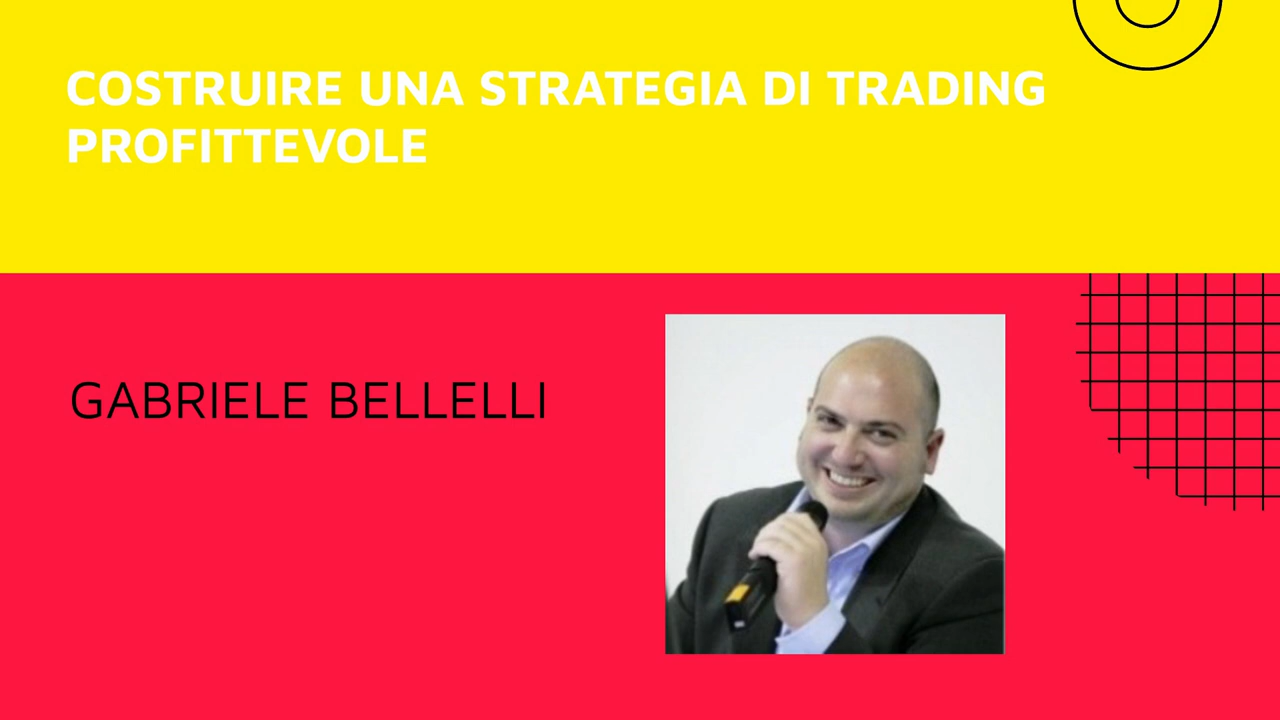 COSTRUIRE UNA STRATEGIA DI TRADING
PROFITTEVOLE
GABRIELE BELLELLI